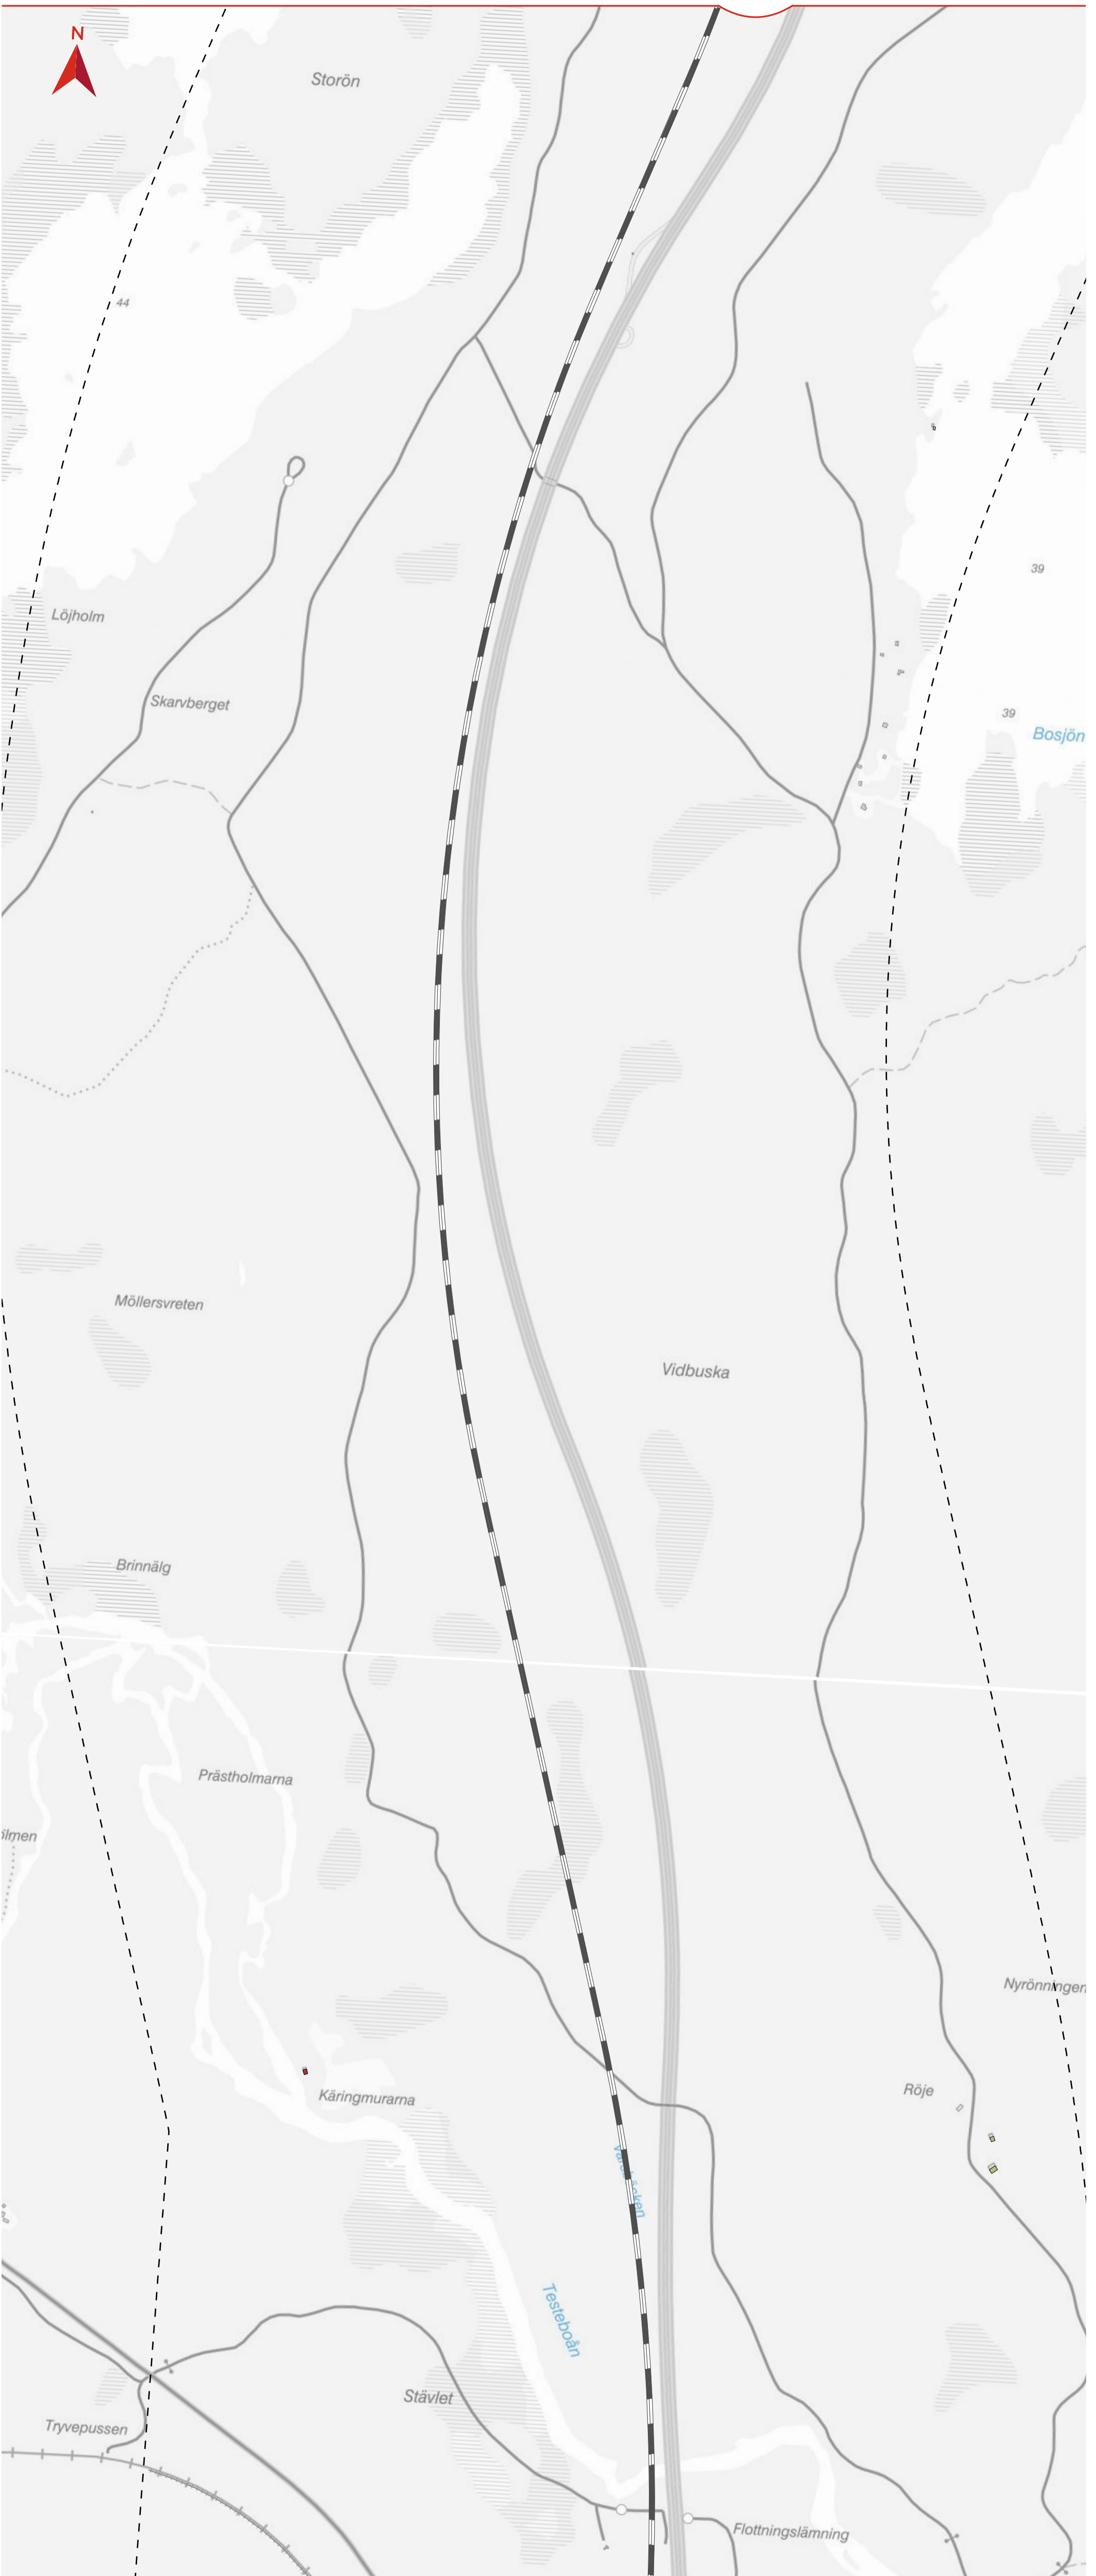 N
Storön
44
39
Löjholm
Skarvberget
39
Bosjön
Möllersvreten
Vidbuska
Brinnälg
Prästholmarna
Nyrönningen
Röje
Käringmurarna
Testeboån
Stävlet
Tryvepussen
Flottningslämning